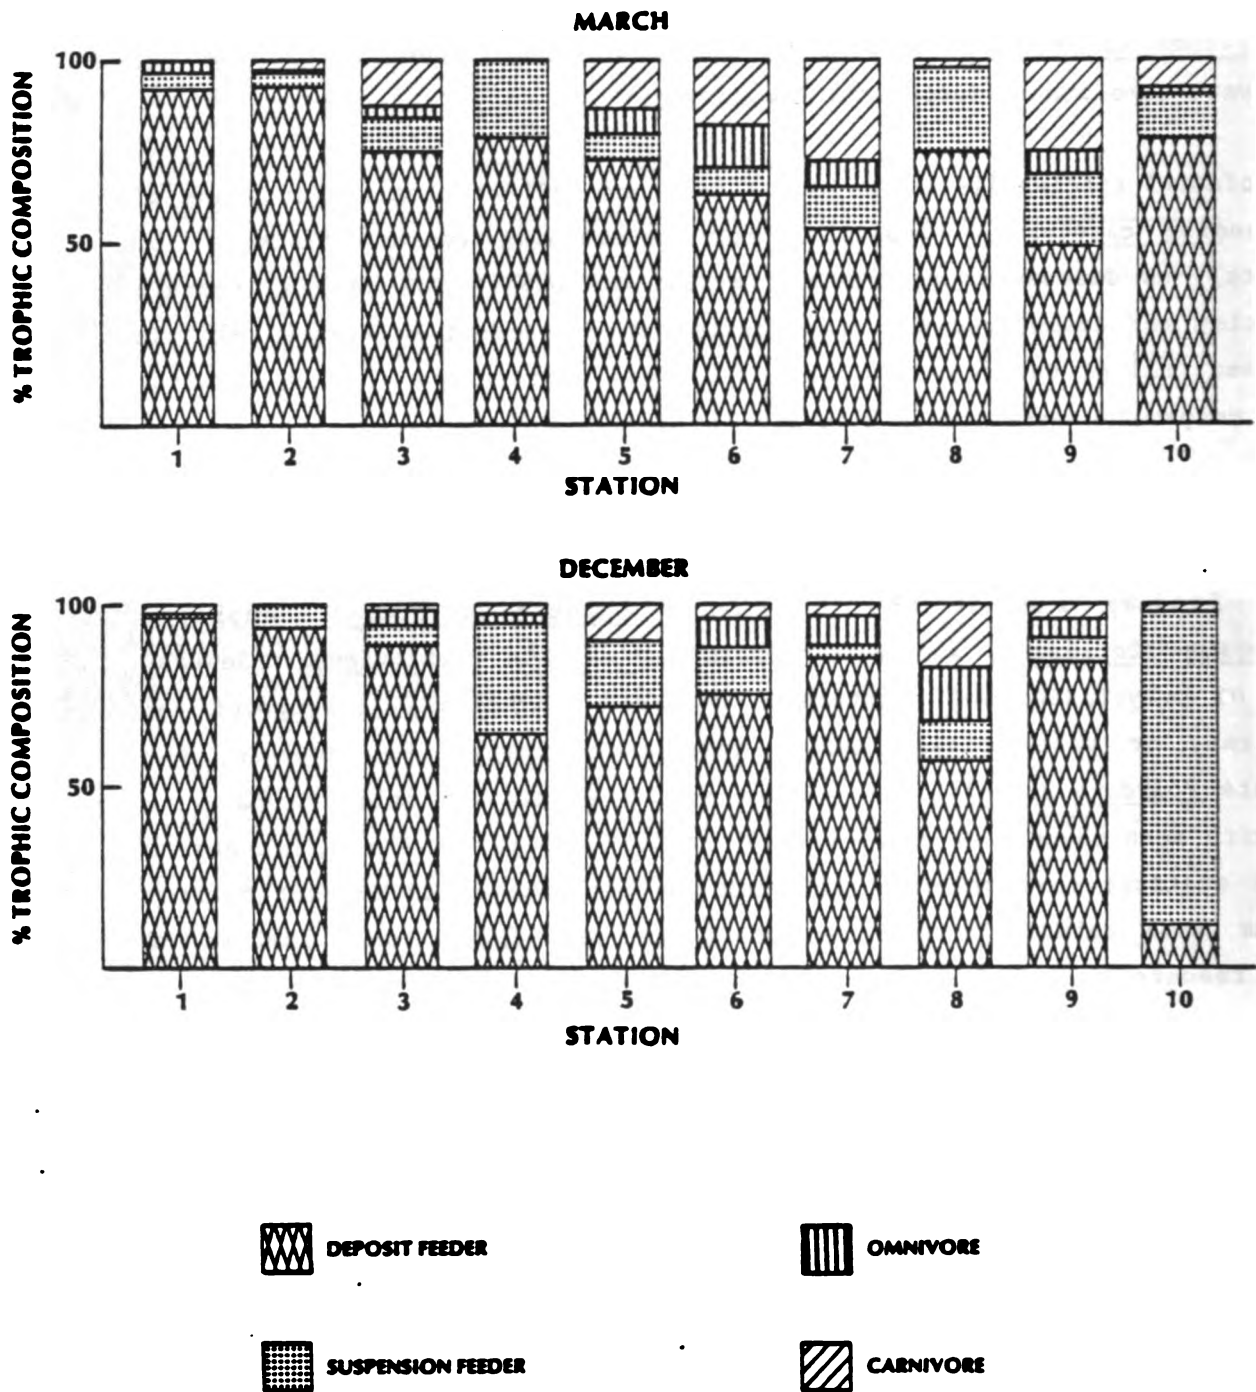 MARCH
% TROPHIC COMPOSITION
100
50
1 2 3 4 5 6 7 8 9 10
STATION
DECEMBER
% TROPHIC COMPOSITION
100
50
1 2 3 4 5 6 7 8 9 10
STATION
DEPOSIT FEEDER
OMNIVORE
SUSPENSION FEEDER
CARNIVORE